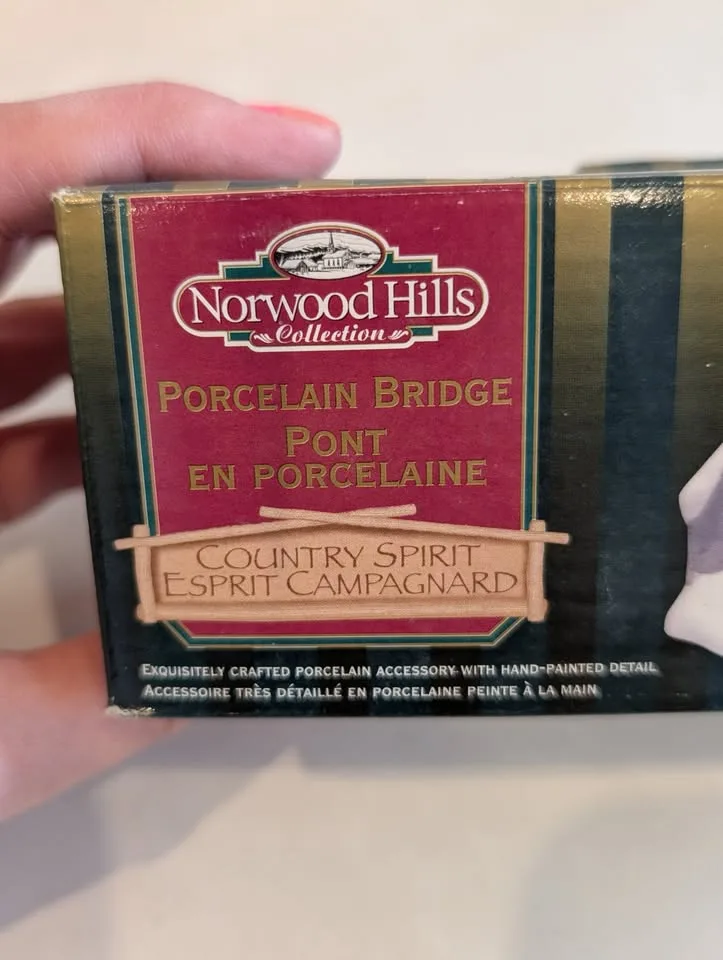 Norwood Hills
Collection
PORCELAIN BRIDGE
PONT
EN PORCELAINE
COUNTRY SPIRIT
ESPRIT CAMPAGNARD
EXQUISITELY CRAFTED PORCELAIN ACCESSORY WITH HAND-PAINTED DETAIL
ACCESSOIRE TRÈS DÉTAILLÉ EN PORCELAINE PEINTE À LA MAIN